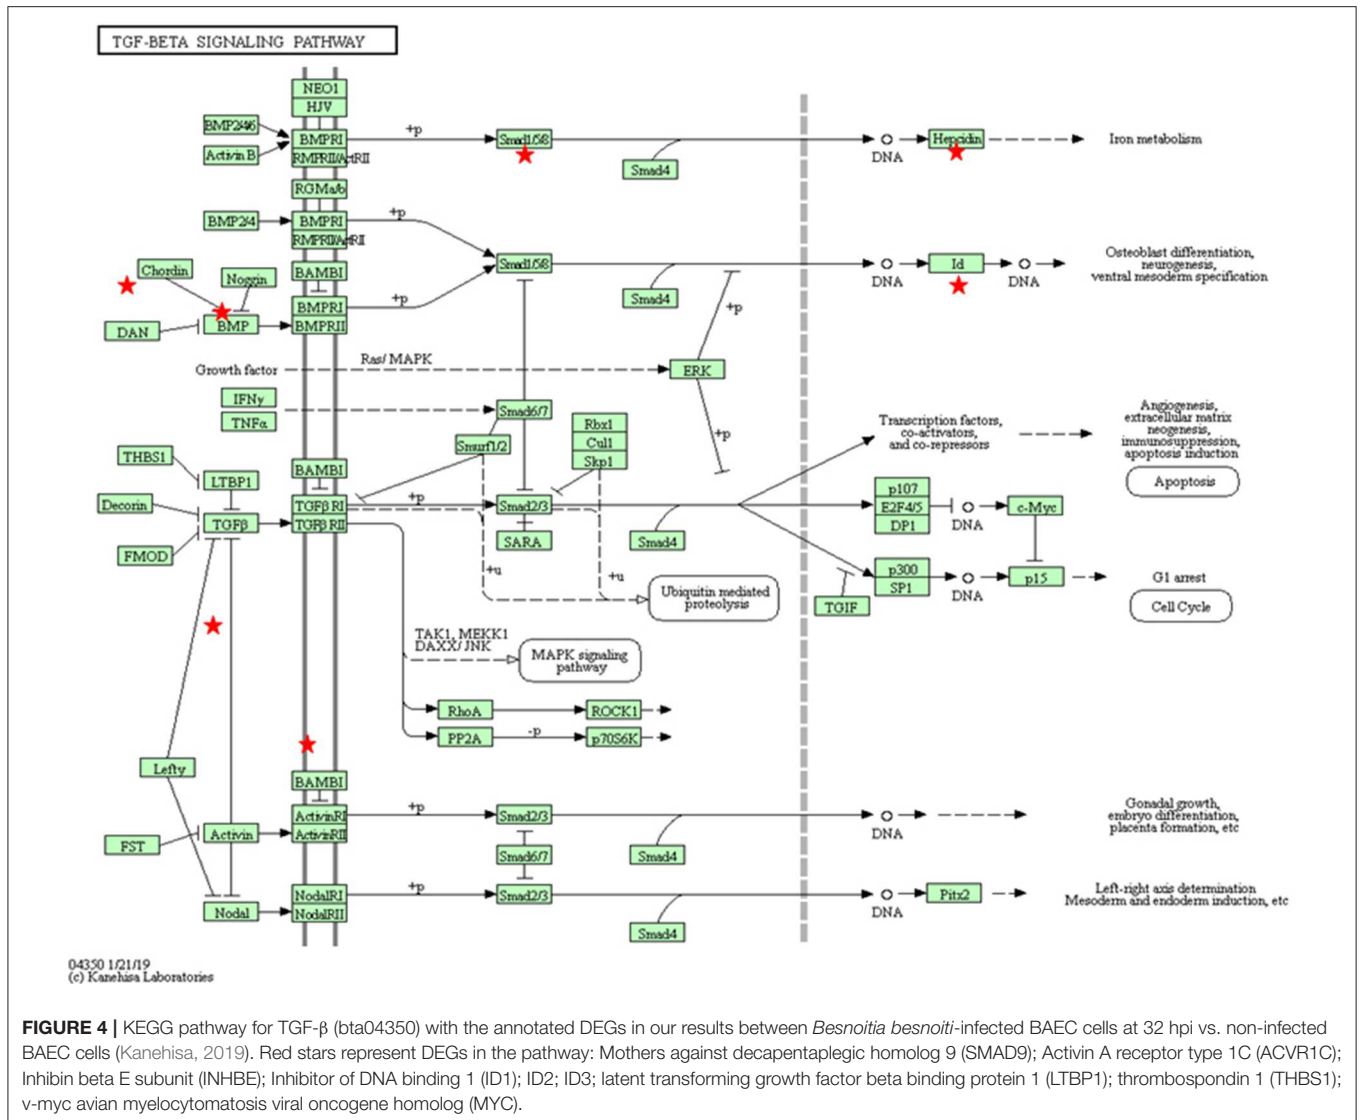 TGF-BETA SIGNALING PATHWAY
NEO1
HJV
BMP2/4/6
Activin B
BMPRI
RMPRII/ActRII
+p
Smad1/5/8
Smad4
DNA
Hepcidin
Iron metabolism
RGMa/b
BMP2/4
BMPRI
RMPRII/ActRII
+p
Chordin
Noggin
BAMBI
DAN
BMP
BMPRI
BMPRII
+p
Smad1/5/8
Smad4
DNA
Id
DNA
Osteoblast differentiation,
neurogenesis,
ventral mesoderm specification
+p
Growth factor
Ras/ MAPK
ERK
IFNγ
TNFα
Smad6/7
Smurf1/2
Rbx1
Cul1
Skp1
+p
Transcription factors,
co-activators,
and co-repressors
Angiogenesis,
extracellular matrix
neogenesis,
immunosuppression,
apoptosis induction
Apoptosis
THBS1
LTBP1
Decorin
TGFβ
FMOD
BAMBI
TGFβ RI
TGFβ RII
+p
Smad2/3
SARA
Smad4
p107
E2F4/5
DP1
DNA
c-Myc
p300
SP1
DNA
p15
TGIF
G1 arrest
Cell Cycle
+u
+u
Ubiquitin mediated
proteolysis
TAK1, MEKK1
DAXX/ JNK
MAPK signaling
pathway
RhoA
ROCK1
PP2A
-p
p70S6K
Lefty
BAMBI
FST
Activin
ActivinRI
ActivinRII
+p
Smad2/3
Smad4
DNA
Gonadal growth,
embryo differentiation,
placenta formation, etc
Smad6/7
Nodal
NodalRI
NodalRII
+p
Smad2/3
Smad4
DNA
Pitx2
Left-right axis determination
Mesoderm and endoderm induction, etc
04350 1/21/19
(c) Kanehisa Laboratories
FIGURE 4 | KEGG pathway for TGF-β (bta04350) with the annotated DEGs in our results between Besnoitia besnoiti-infected BAEC cells at 32 hpi vs. non-infected
BAEC cells (Kanehisa, 2019). Red stars represent DEGs in the pathway: Mothers against decapentaplegic homolog 9 (SMAD9); Activin A receptor type 1C (ACVR1C);
Inhibin beta E subunit (INHBE); Inhibitor of DNA binding 1 (ID1); ID2; ID3; latent transforming growth factor beta binding protein 1 (LTBP1); thrombospondin 1 (THBS1);
v-myc avian myelocytomatosis viral oncogene homolog (MYC).